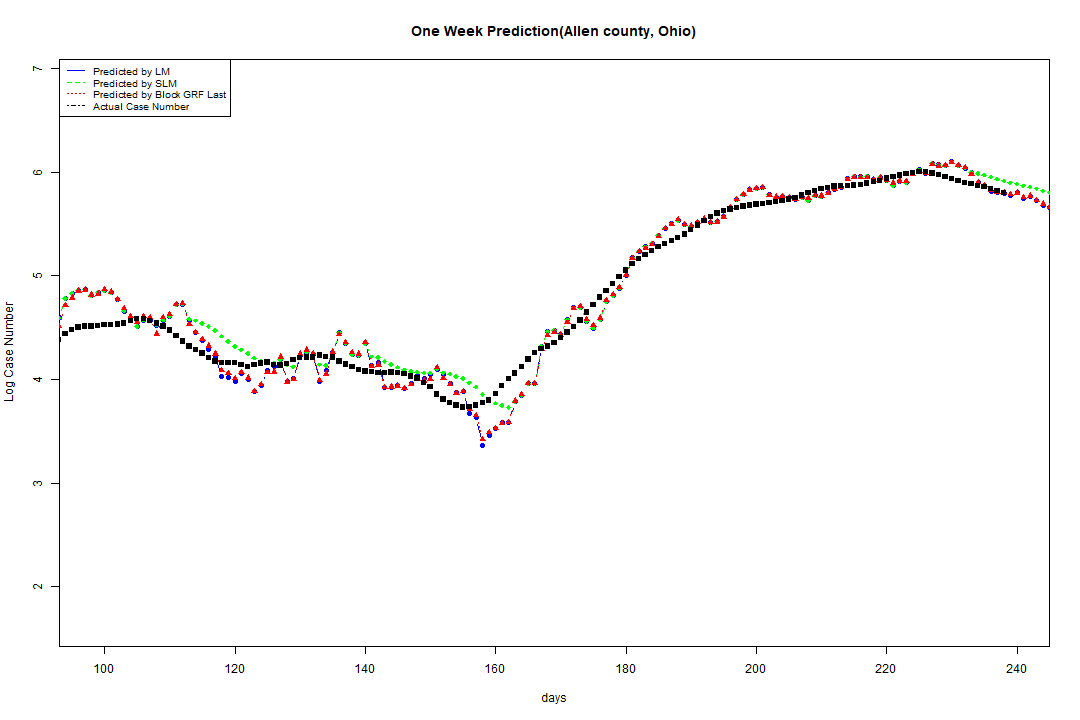 One Week Prediction(Allen county, Ohio)
Predicted by LM
Predicted by SLM
Predicted by Block GRF Last
Actual Case Number
7
6
5
4
3
2
Log Case Number
100 120 140 160 180 200 220 240
days